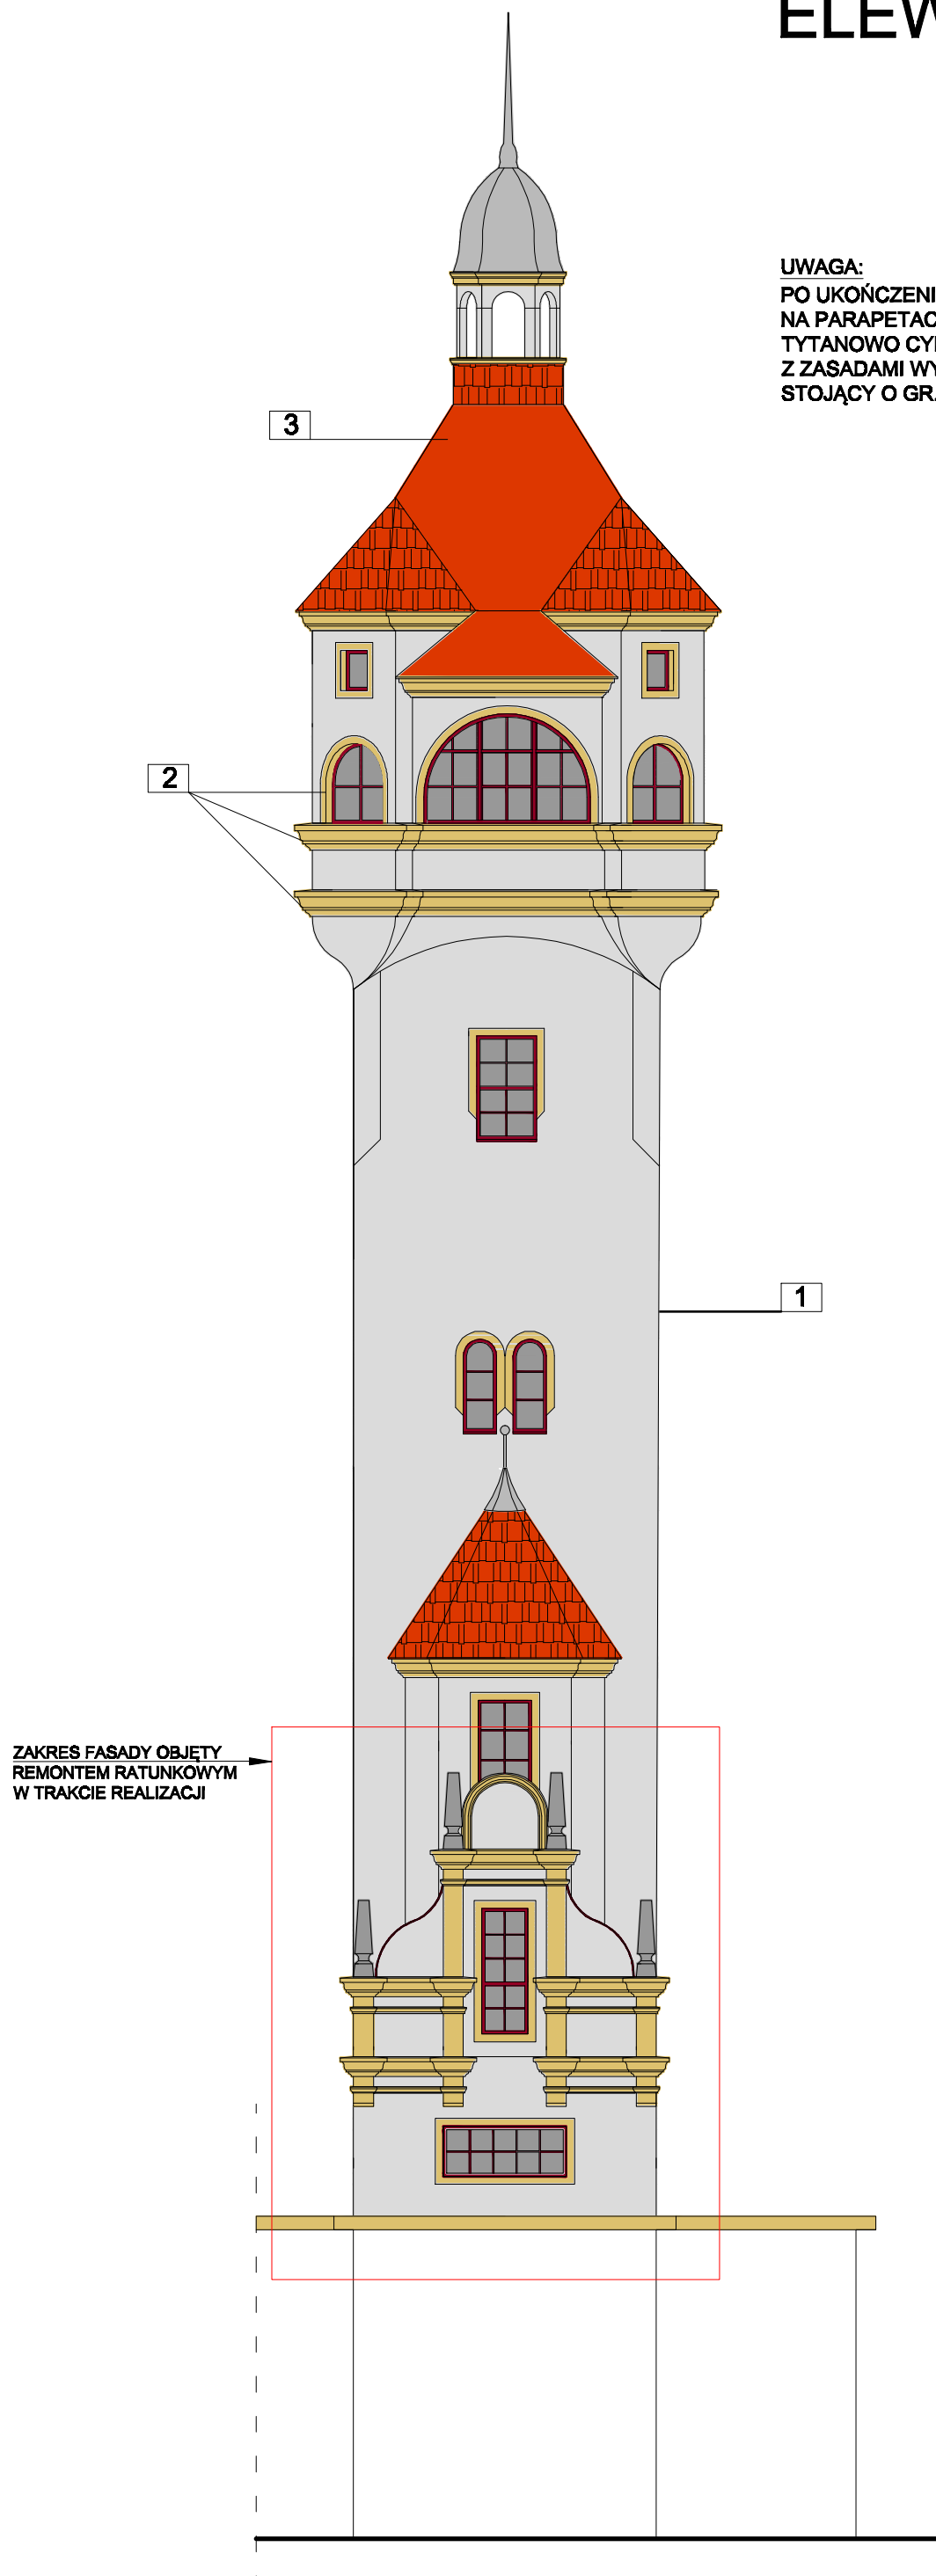 ELEW
UWAGA:
PO UKOŃCZENI
NA PARAPETAC
TYTANOWO CY
Z ZASADAMI WY
STOJĄCY O GR.
3
2
1
ZAKRES FASADY OBJĘTY
REMONTEM RATUNKOWYM
W TRAKCIE REALIZACJI